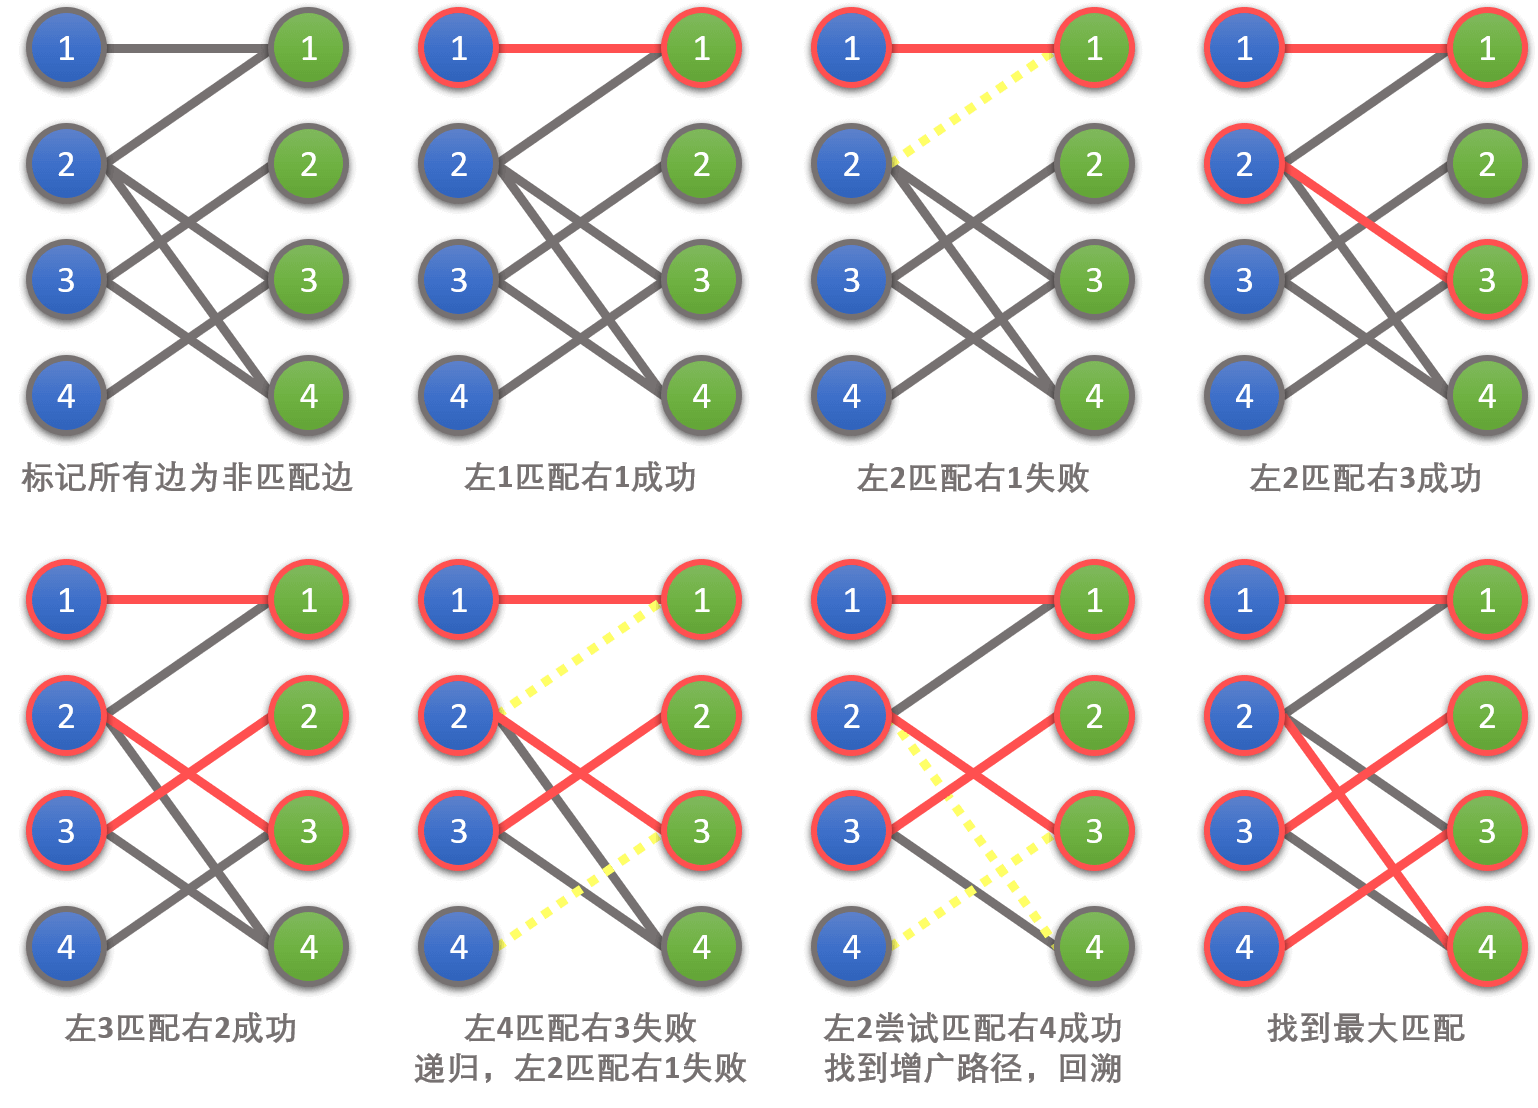 1 1 1 1 1 1 1 1
2 2 2 2 2 2 2 2
3 3 3 3 3 3 3 3
4 4 4 4 4 4 4 4
标记所有边为非匹配边
左1匹配右1成功
左2匹配右1失败
左2匹配右3成功
1 1 1 1 1 1 1 1
2 2 2 2 2 2 2 2
3 3 3 3 3 3 3 3
4 4 4 4 4 4 4 4
左3匹配右2成功
左4匹配右3失败
递归，左2匹配右1失败
左2尝试匹配右4成功
找到增广路径，回溯
找到最大匹配